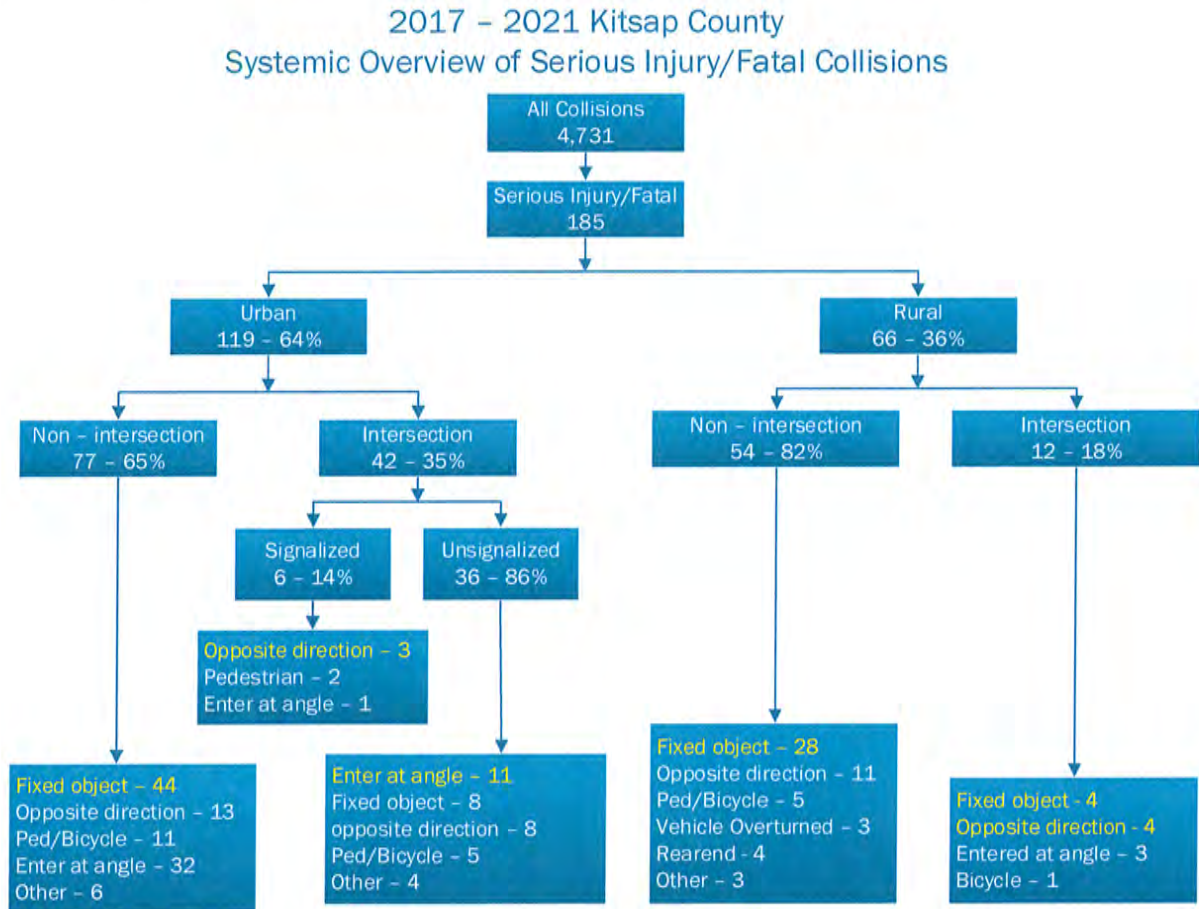 2017 – 2021 Kitsap County
Systemic Overview of Serious Injury/Fatal Collisions
All Collisions
4,731
Serious Injury/Fatal
185
Urban
119 – 64%
Rural
66 – 36%
Non – intersection
77 – 65%
Intersection
42 – 35%
Non – intersection
54 – 82%
Intersection
12 – 18%
Signalized
6 – 14%
Unsignalized
36 – 86%
Opposite direction – 3
Pedestrian – 2
Enter at angle – 1
Fixed object – 44
Opposite direction – 13
Ped/Bicycle – 11
Enter at angle – 32
Other – 6
Enter at angle – 11
Fixed object – 8
opposite direction – 8
Ped/Bicycle – 5
Other – 4
Fixed object – 28
Opposite direction – 11
Ped/Bicycle – 5
Vehicle Overturned – 3
Rearend - 4
Other – 3
Fixed object - 4
Opposite direction - 4
Entered at angle – 3
Bicycle – 1